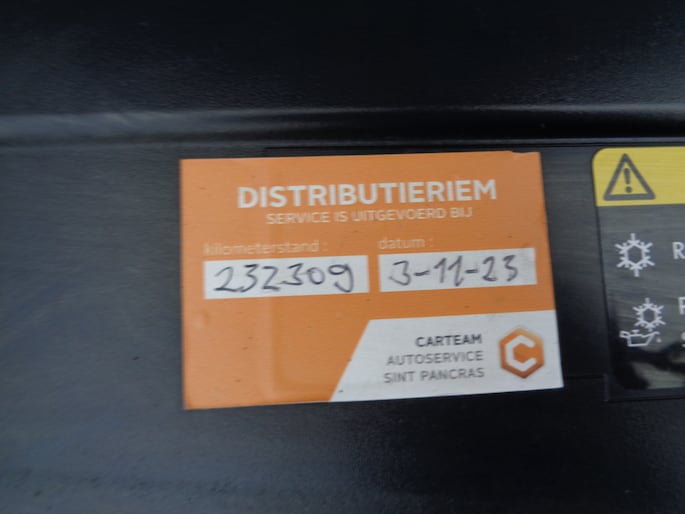 DISTRIBUTIERIEM
SERVICE IS UITGEVOERD BIJ
kilometerstand : datum :
232309 3-11-23
CARTEAM
AUTOSERVICE
SINT PANCRAS
C
R